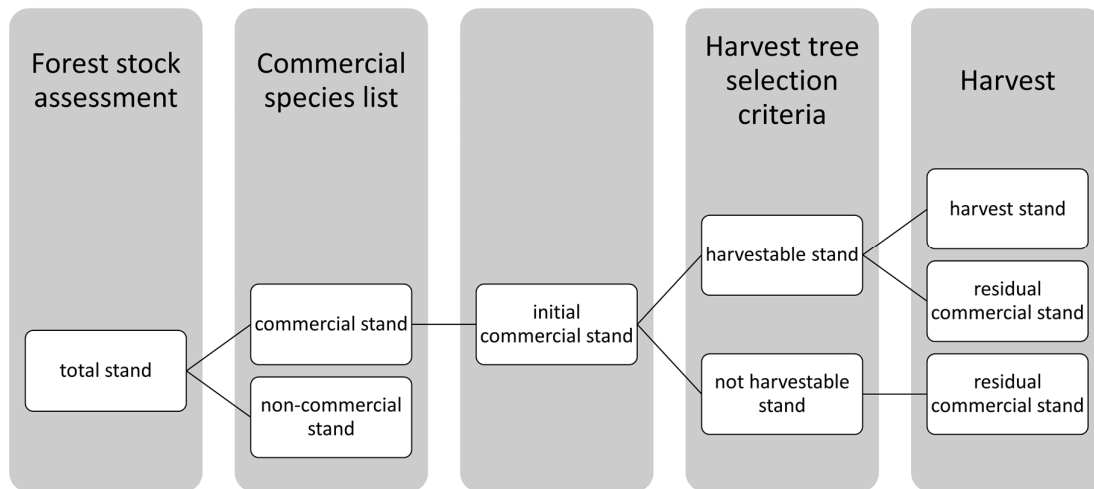 Forest stock
assessment
Commercial
species list
Harvest tree
selection
criteria
Harvest
total stand
commercial stand
non-commercial
stand
initial
commercial stand
harvestable stand
not harvestable
stand
harvest stand
residual
commercial stand
residual
commercial stand